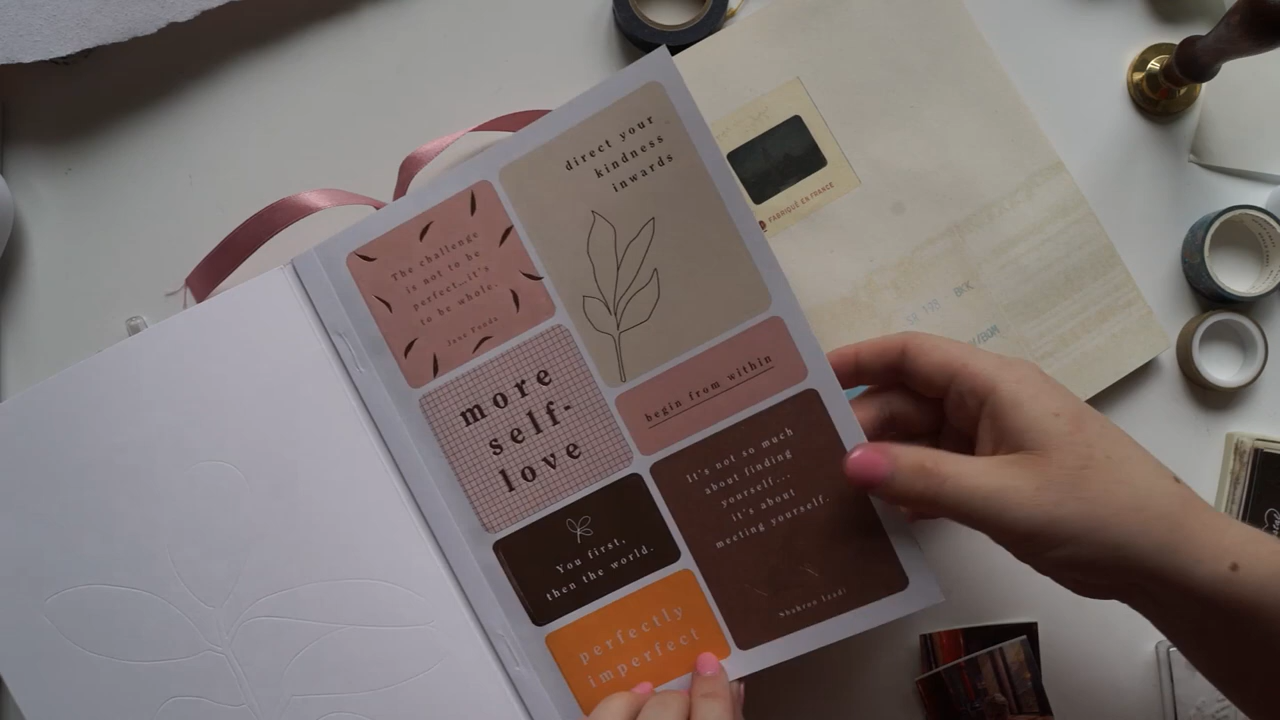 direct your
kindness
inwards
The challenge
is not to be
perfect...it's
to be whole.
Jane Fonda
more
self-
love
begin from within
It's not so much
about finding
yourself...
it's about
meeting yourself.
Shahroo Izadi
You first,
then the world.
perfectly
imperfect
FABRIQUÉ EN FRANCE
BKK